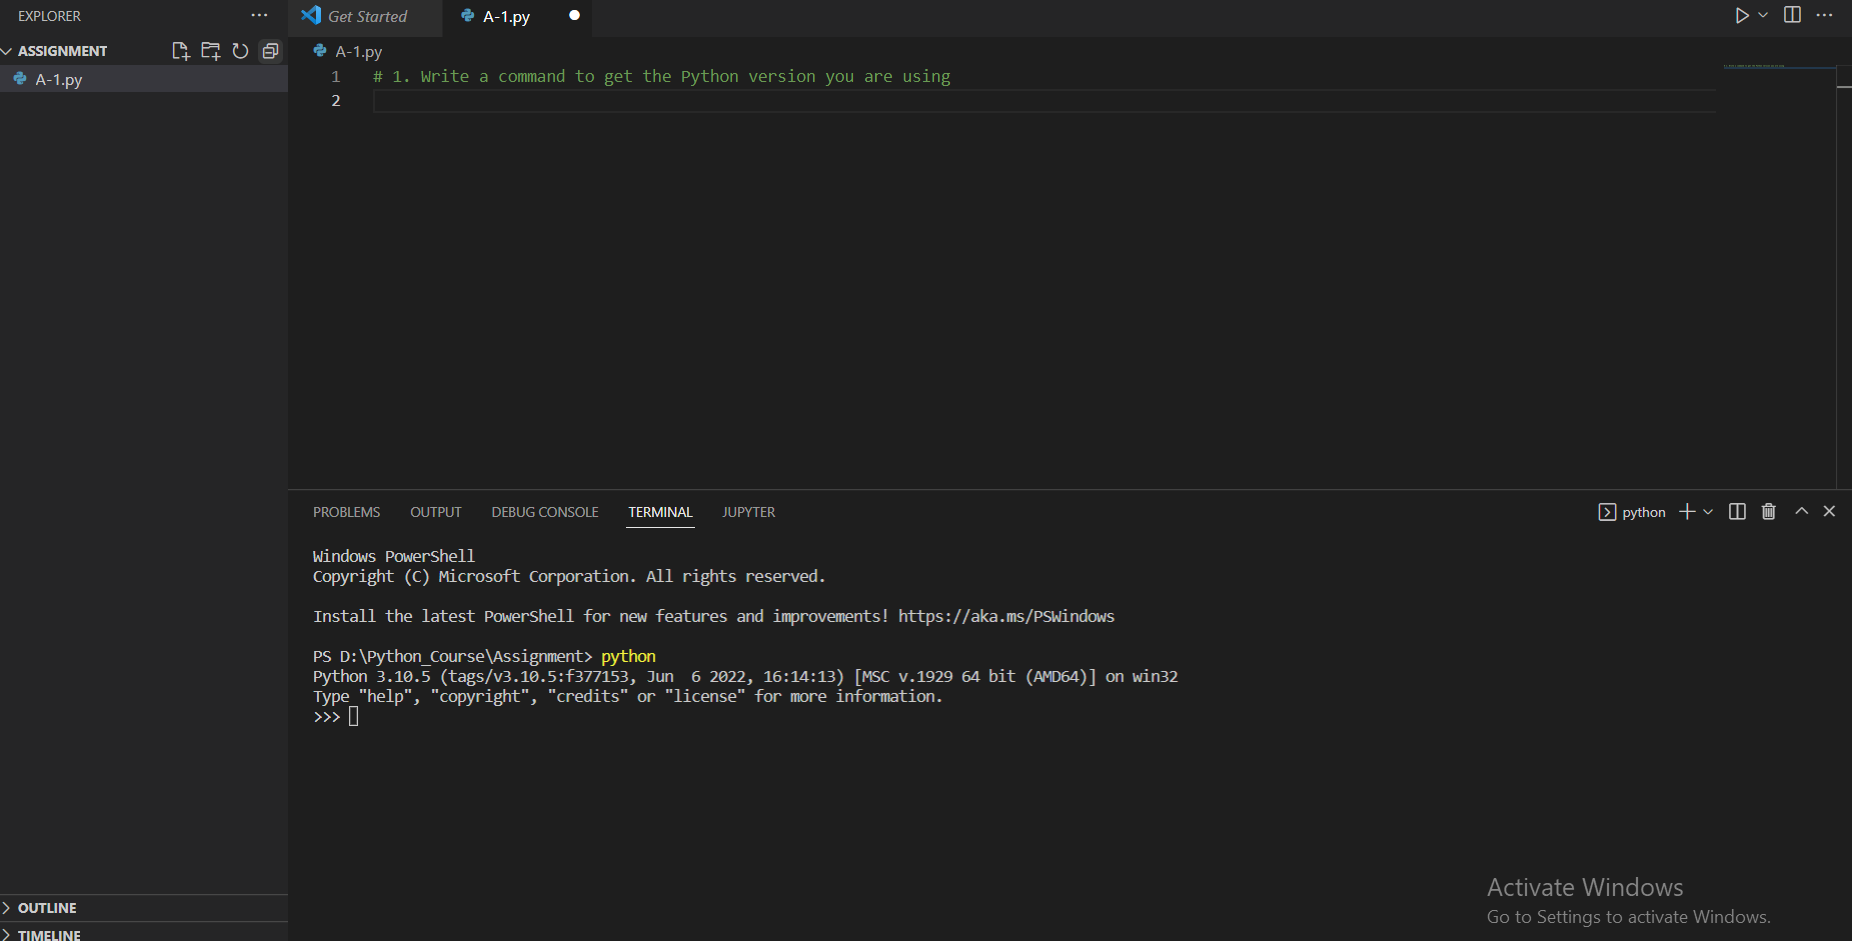 EXPLORER
ASSIGNMENT
A-1.py
OUTLINE
TIMELINE
Get Started
A-1.py
A-1.py
1 # 1. Write a command to get the Python version you are using
2
PROBLEMS OUTPUT DEBUG CONSOLE TERMINAL JUPYTER
python
Windows PowerShell
Copyright (C) Microsoft Corporation. All rights reserved.
Install the latest PowerShell for new features and improvements! https://aka.ms/PSWindows
PS D:\Python_Course\Assignment> python
Python 3.10.5 (tags/v3.10.5:f377153, Jun  6 2022, 16:14:13) [MSC v.1929 64 bit (AMD64)] on win32
Type "help", "copyright", "credits" or "license" for more information.
>>>
Activate Windows
Go to Settings to activate Windows.